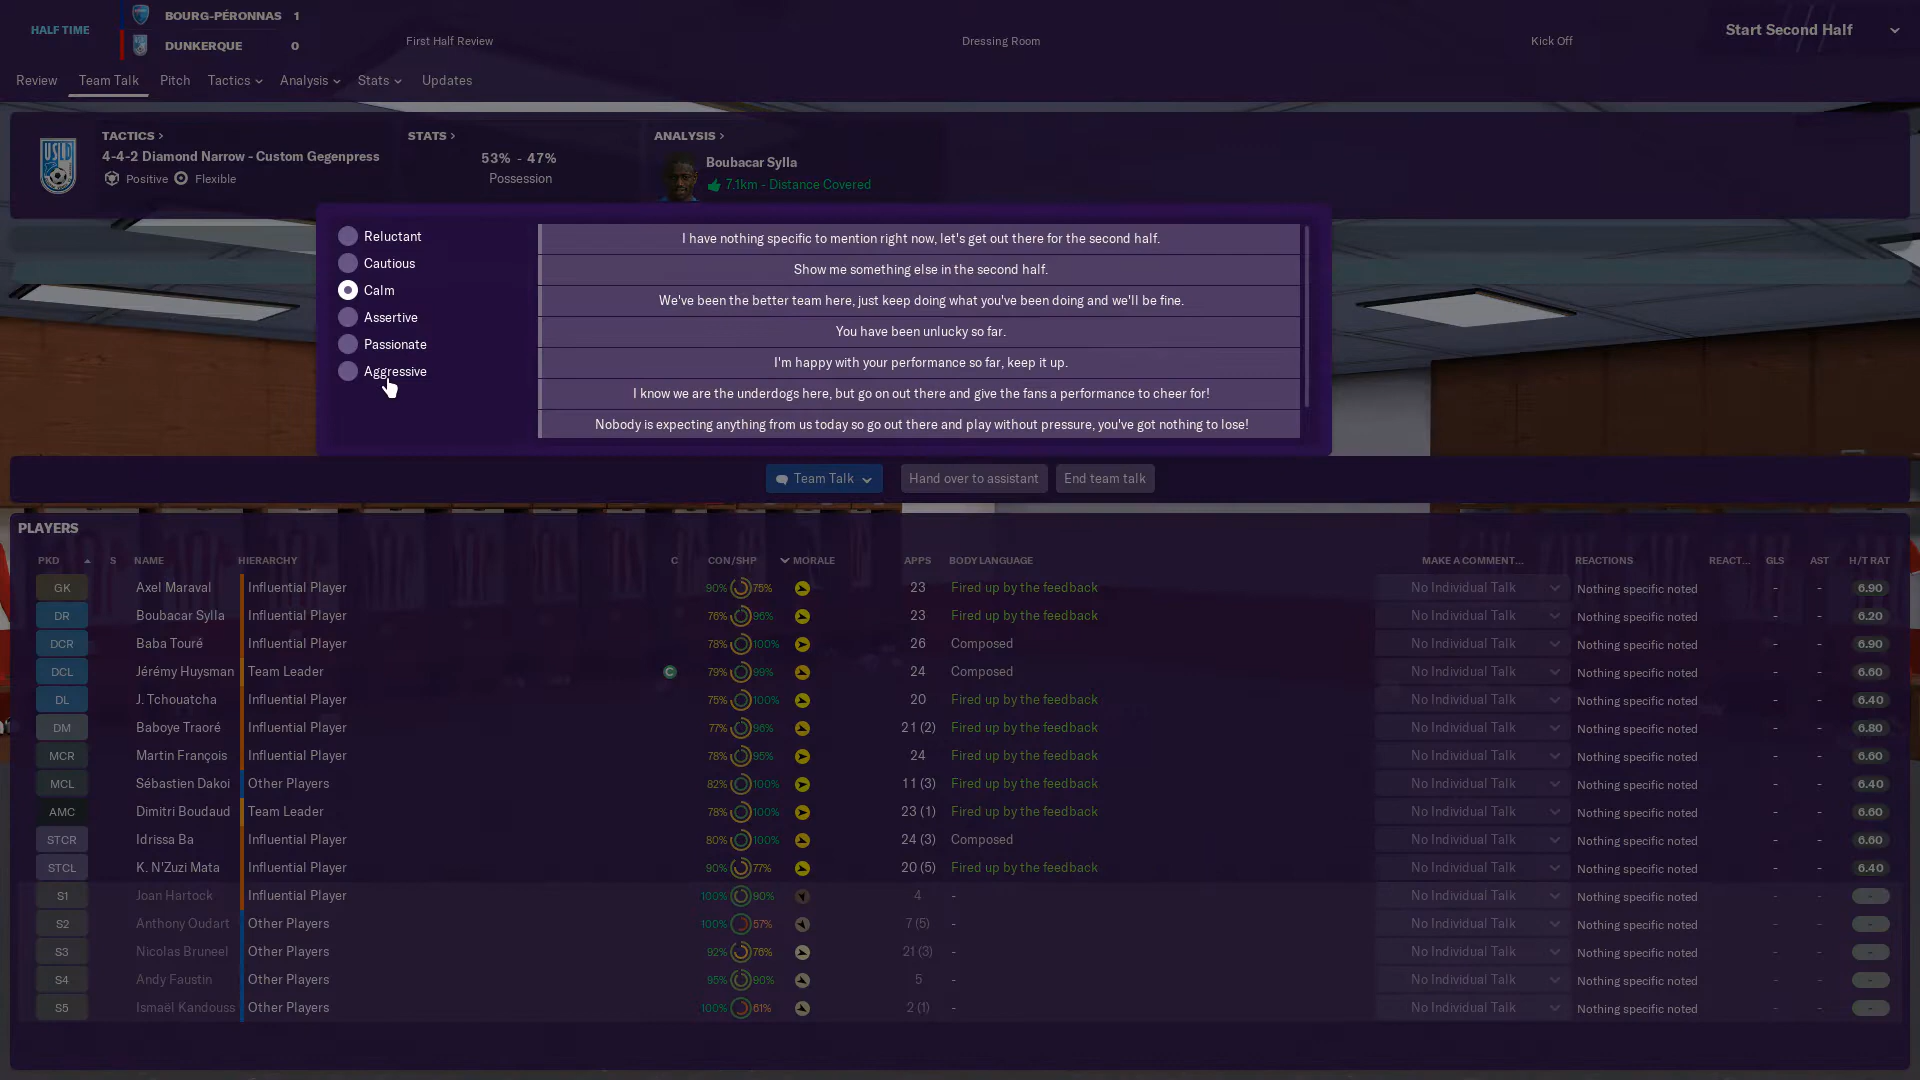 HALF TIME
BOURG-PÉRONNAS 1
DUNKERQUE 0
First Half Review
Dressing Room
Kick Off
Start Second Half
Review Team Talk Pitch Tactics Analysis Stats Updates
TACTICS >
4-4-2 Diamond Narrow - Custom Gegenpress
Positive Flexible
STATS >
53% - 47%
Possession
ANALYSIS >
Boubacar Sylla
7.1km - Distance Covered
USLD
Reluctant
Cautious
Calm
Assertive
Passionate
Aggressive
I have nothing specific to mention right now, let's get out there for the second half.
Show me something else in the second half.
We've been the better team here, just keep doing what you've been doing and we'll be fine.
You have been unlucky so far.
I'm happy with your performance so far, keep it up.
I know we are the underdogs here, but go on out there and give the fans a performance to cheer for!
Nobody is expecting anything from us today so go out there and play without pressure, you've got nothing to lose!
Team Talk Hand over to assistant End team talk
PLAYERS
PKD S NAME HIERARCHY C CON/SHP MORALE APPS BODY LANGUAGE MAKE A COMMENT... REACTIONS REACT... GLS AST H/T RAT
GK Axel Maraval Influential Player 90% 75% 23 Fired up by the feedback No Individual Talk Nothing specific noted - - 6.90
DR Boubacar Sylla Influential Player 76% 96% 23 Fired up by the feedback No Individual Talk Nothing specific noted - - 6.20
DCR Baba Touré Influential Player 78% 100% 26 Composed No Individual Talk Nothing specific noted - - 6.90
DCL Jérémy Huysman Team Leader C 79% 99% 24 Composed No Individual Talk Nothing specific noted - - 6.60
DL J. Tchouatcha Influential Player 75% 100% 20 Fired up by the feedback No Individual Talk Nothing specific noted - - 6.40
DM Baboye Traoré Influential Player 77% 96% 21 (2) Fired up by the feedback No Individual Talk Nothing specific noted - - 6.80
MCR Martin François Influential Player 78% 95% 24 Fired up by the feedback No Individual Talk Nothing specific noted - - 6.60
MCL Sébastien Dakoi Other Players 82% 100% 11 (3) Fired up by the feedback No Individual Talk Nothing specific noted - - 6.40
AMC Dimitri Boudaud Team Leader 78% 100% 23 (1) Fired up by the feedback No Individual Talk Nothing specific noted - - 6.60
STCR Idrissa Ba Influential Player 80% 100% 24 (3) Composed No Individual Talk Nothing specific noted - - 6.60
STCL K. N'Zuzi Mata Influential Player 90% 77% 20 (5) Fired up by the feedback No Individual Talk Nothing specific noted - - 6.40
S1 Joan Hartock Influential Player 100% 90% 4 - No Individual Talk Nothing specific noted - - -
S2 Anthony Oudart Other Players 100% 57% 7 (5) - No Individual Talk Nothing specific noted - - -
S3 Nicolas Bruneel Other Players 92% 76% 21 (3) - No Individual Talk Nothing specific noted - - -
S4 Andy Faustin Other Players 95% 90% 5 - No Individual Talk Nothing specific noted - - -
S5 Ismaël Kandouss Other Players 100% 61% 2 (1) - No Individual Talk Nothing specific noted - - -